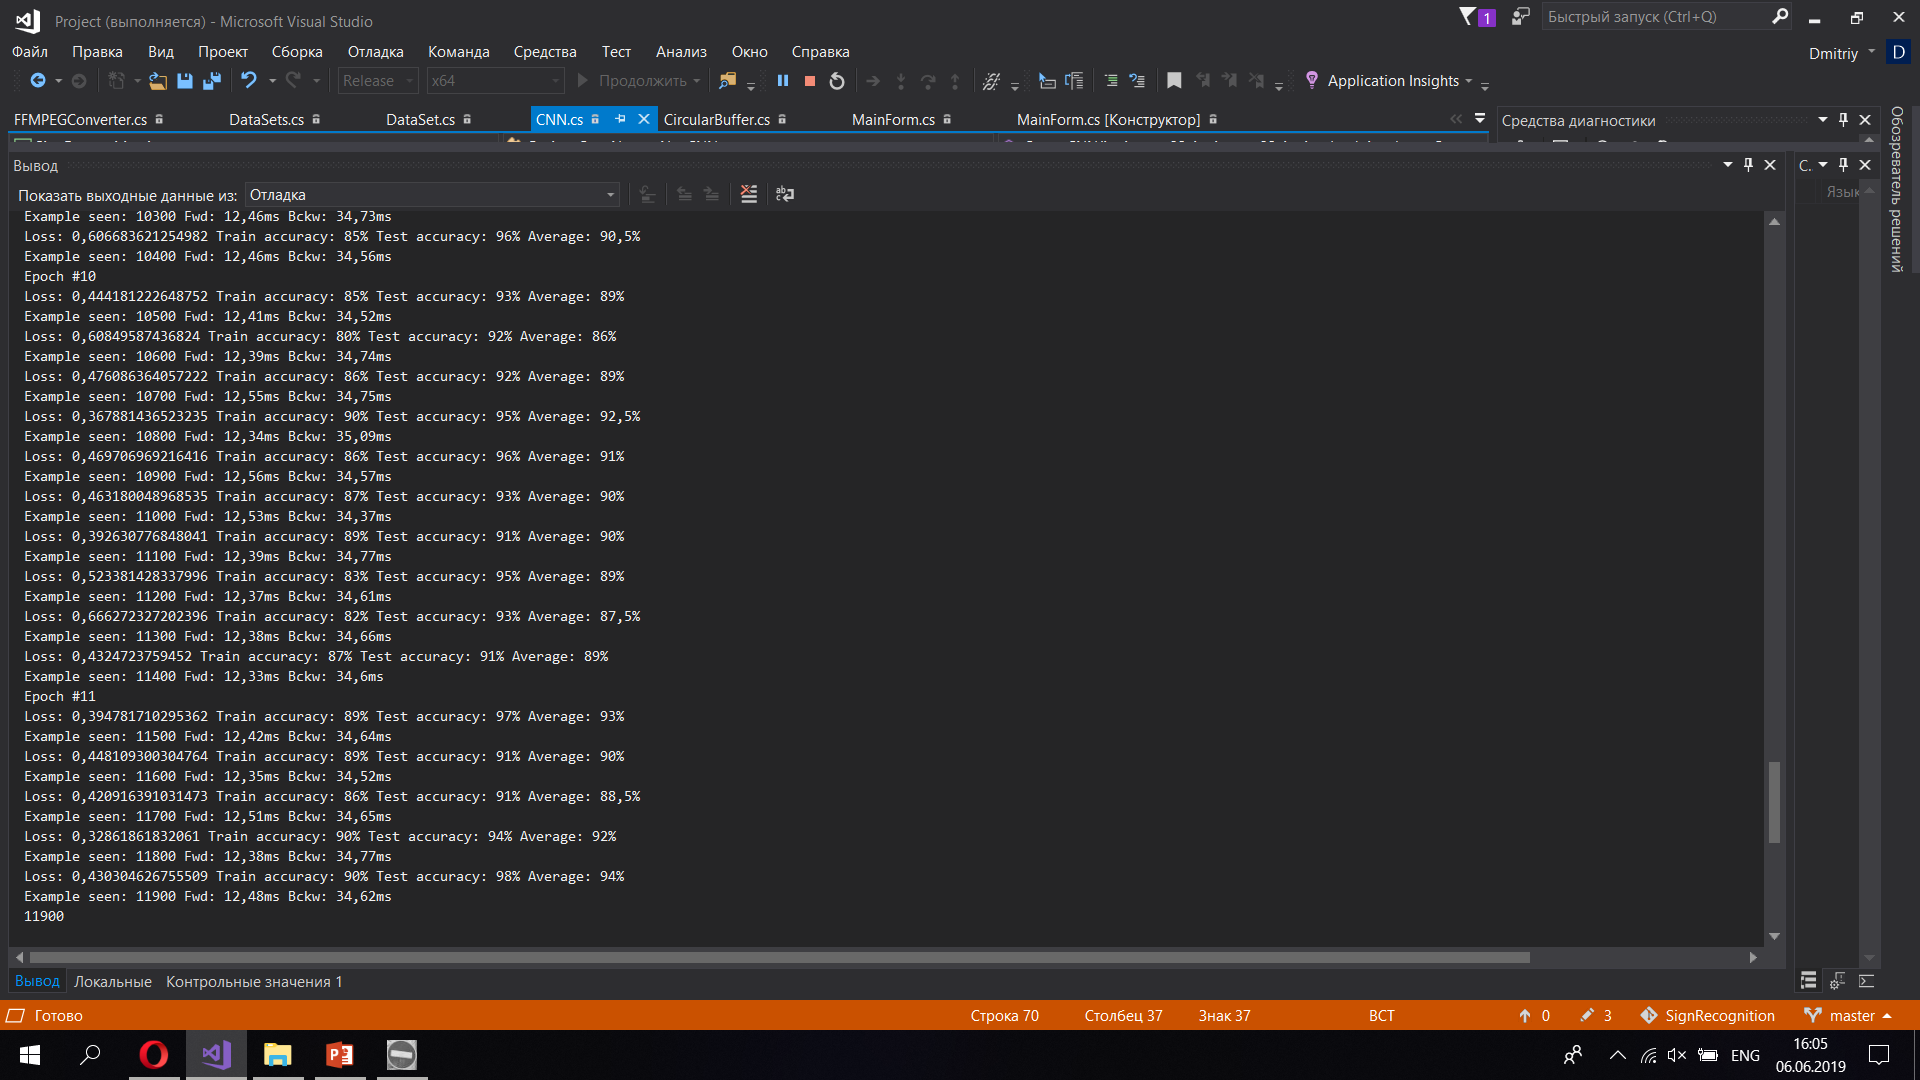 Project (выполняется) - Microsoft Visual Studio
1
Быстрый запуск (Ctrl+Q)
Файл Правка Вид Проект Сборка Отладка Команда Средства Тест Анализ Окно Справка
Dmitriy D
Release x64 Продолжить Application Insights
FFMPEGConverter.cs DataSets.cs DataSet.cs CNN.cs CircularBuffer.cs MainForm.cs MainForm.cs [Конструктор]
Средства диагностики
Обозреватель решений
Вывод
С.
Показать выходные данные из: Отладка
Язык
Example seen: 10300 Fwd: 12,46ms Bckw: 34,73ms
Loss: 0,606683621254982 Train accuracy: 85% Test accuracy: 96% Average: 90,5%
Example seen: 10400 Fwd: 12,46ms Bckw: 34,56ms
Epoch #10
Loss: 0,444181222648752 Train accuracy: 85% Test accuracy: 93% Average: 89%
Example seen: 10500 Fwd: 12,41ms Bckw: 34,52ms
Loss: 0,60849587436824 Train accuracy: 80% Test accuracy: 92% Average: 86%
Example seen: 10600 Fwd: 12,39ms Bckw: 34,74ms
Loss: 0,476086364057222 Train accuracy: 86% Test accuracy: 92% Average: 89%
Example seen: 10700 Fwd: 12,55ms Bckw: 34,75ms
Loss: 0,367881436523235 Train accuracy: 90% Test accuracy: 95% Average: 92,5%
Example seen: 10800 Fwd: 12,34ms Bckw: 35,09ms
Loss: 0,469706969216416 Train accuracy: 86% Test accuracy: 96% Average: 91%
Example seen: 10900 Fwd: 12,56ms Bckw: 34,57ms
Loss: 0,463180048968535 Train accuracy: 87% Test accuracy: 93% Average: 90%
Example seen: 11000 Fwd: 12,53ms Bckw: 34,37ms
Loss: 0,392630776848041 Train accuracy: 89% Test accuracy: 91% Average: 90%
Example seen: 11100 Fwd: 12,39ms Bckw: 34,77ms
Loss: 0,523381428337996 Train accuracy: 83% Test accuracy: 95% Average: 89%
Example seen: 11200 Fwd: 12,37ms Bckw: 34,61ms
Loss: 0,666272327202396 Train accuracy: 82% Test accuracy: 93% Average: 87,5%
Example seen: 11300 Fwd: 12,38ms Bckw: 34,66ms
Loss: 0,4324723759452 Train accuracy: 87% Test accuracy: 91% Average: 89%
Example seen: 11400 Fwd: 12,33ms Bckw: 34,6ms
Epoch #11
Loss: 0,394781710295362 Train accuracy: 89% Test accuracy: 97% Average: 93%
Example seen: 11500 Fwd: 12,42ms Bckw: 34,64ms
Loss: 0,448109300304764 Train accuracy: 89% Test accuracy: 91% Average: 90%
Example seen: 11600 Fwd: 12,35ms Bckw: 34,52ms
Loss: 0,420916391031473 Train accuracy: 86% Test accuracy: 91% Average: 88,5%
Example seen: 11700 Fwd: 12,51ms Bckw: 34,65ms
Loss: 0,32861861832061 Train accuracy: 90% Test accuracy: 94% Average: 92%
Example seen: 11800 Fwd: 12,38ms Bckw: 34,77ms
Loss: 0,430304626755509 Train accuracy: 90% Test accuracy: 98% Average: 94%
Example seen: 11900 Fwd: 12,48ms Bckw: 34,62ms
11900
Вывод Локальные Контрольные значения 1
Готово Строка 70 Столбец 37 Знак 37 ВСТ 0 3 SignRecognition master
ENG
16:05
06.06.2019